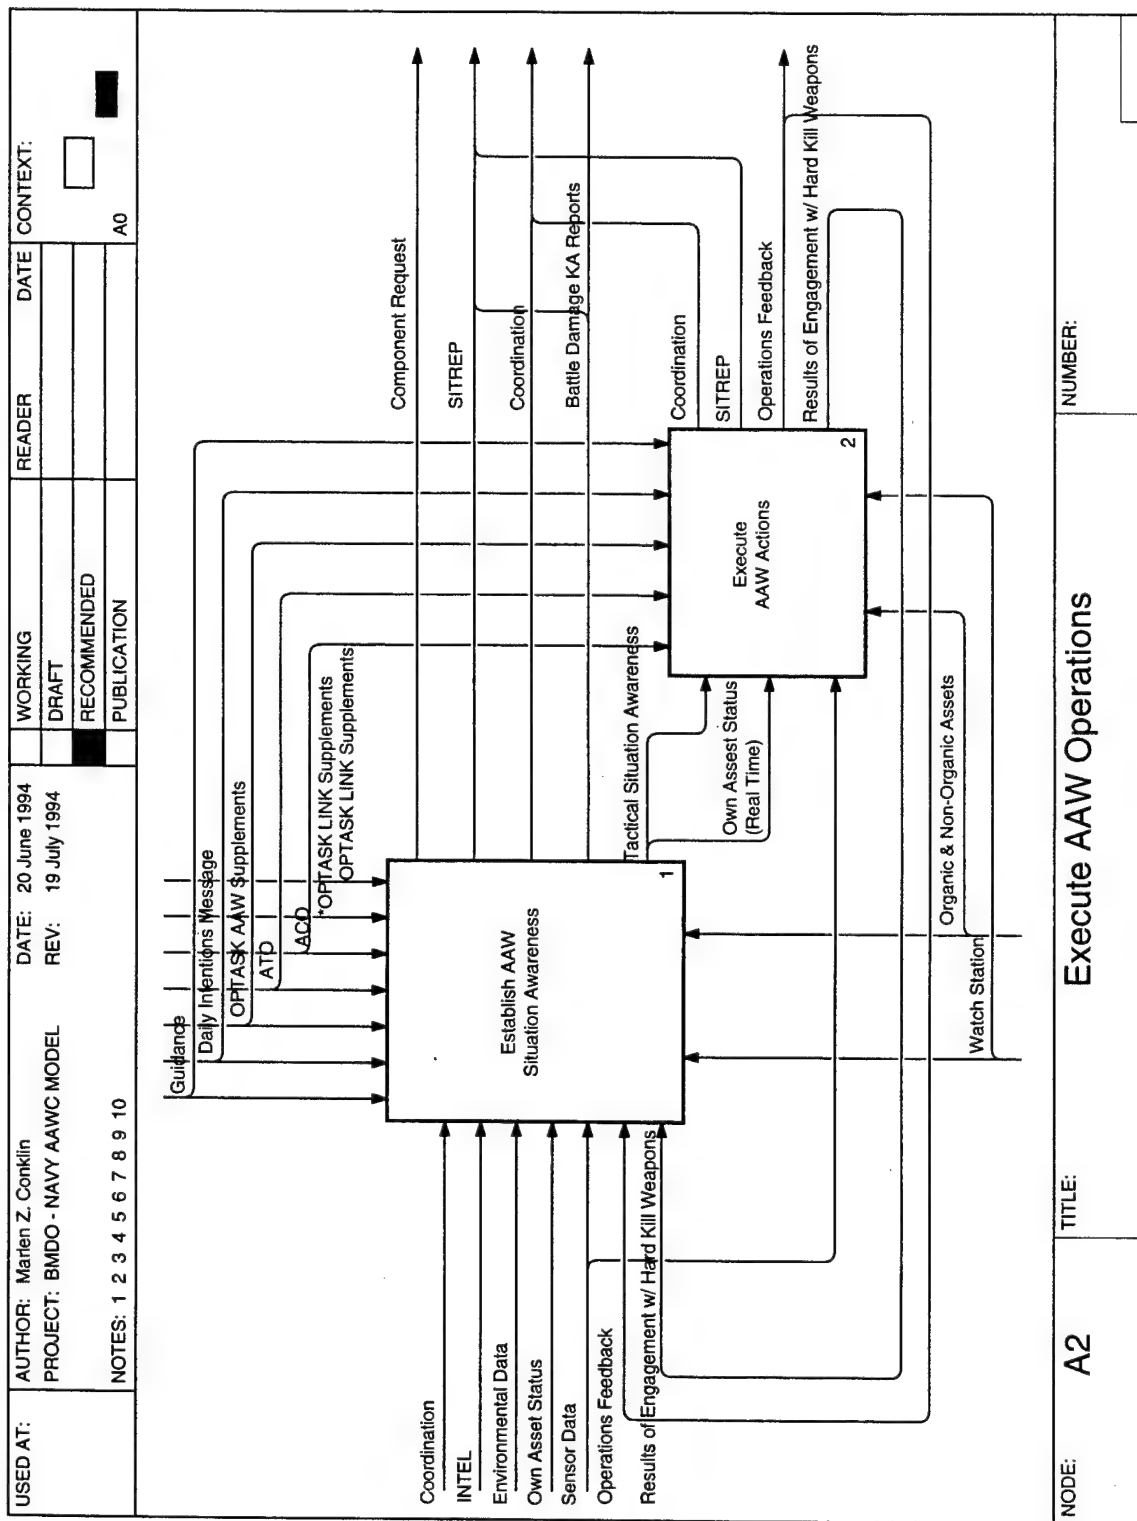 USED AT:
AUTHOR: Marlen Z. Conklin
PROJECT: BMDO - NAVY AAWC MODEL
NOTES: 1 2 3 4 5 6 7 8 9 10
DATE: 20 June 1994
REV: 19 July 1994
WORKING
DRAFT
RECOMMENDED
PUBLICATION
READER
DATE
CONTEXT:
A0
Guidance
Daily Intentions Message
OPTASK AAW Supplements
ATO
ACO
*OPTASK LINK Supplements
OPTASK LINK Supplements
Coordination
INTEL
Environmental Data
Own Asset Status
Sensor Data
Operations Feedback
Results of Engagement w/ Hard Kill Weapons
Establish AAW
Situation Awareness
1
Component Request
SITREP
Coordination
Battle Damage KA Reports
Tactical Situation Awareness
Own Assest Status
(Real Time)
Execute
AAW Actions
2
Coordination
SITREP
Operations Feedback
Results of Engagement w/ Hard Kill Weapons
Organic & Non-Organic Assets
Watch Station
NODE:
A2
TITLE:
Execute AAW Operations
NUMBER: